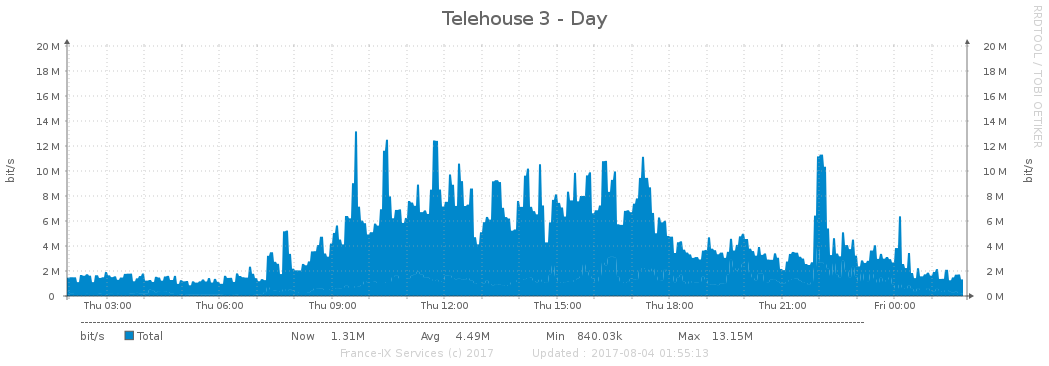 Telehouse 3 - Day
RRDTOOL / TOBI OETIKER
bit/s
20 M
18 M
16 M
14 M
12 M
10 M
8 M
6 M
4 M
2 M
0
20 M
18 M
16 M
14 M
12 M
10 M
8 M
6 M
4 M
2 M
0 M
bit/s
Thu 03:00 Thu 06:00 Thu 09:00 Thu 12:00 Thu 15:00 Thu 18:00 Thu 21:00 Fri 00:00
bit/s Total Now 1.31M Avg 4.49M Min 840.03k Max 13.15M
France-IX Services (c) 2017 Updated : 2017-08-04 01:55:13